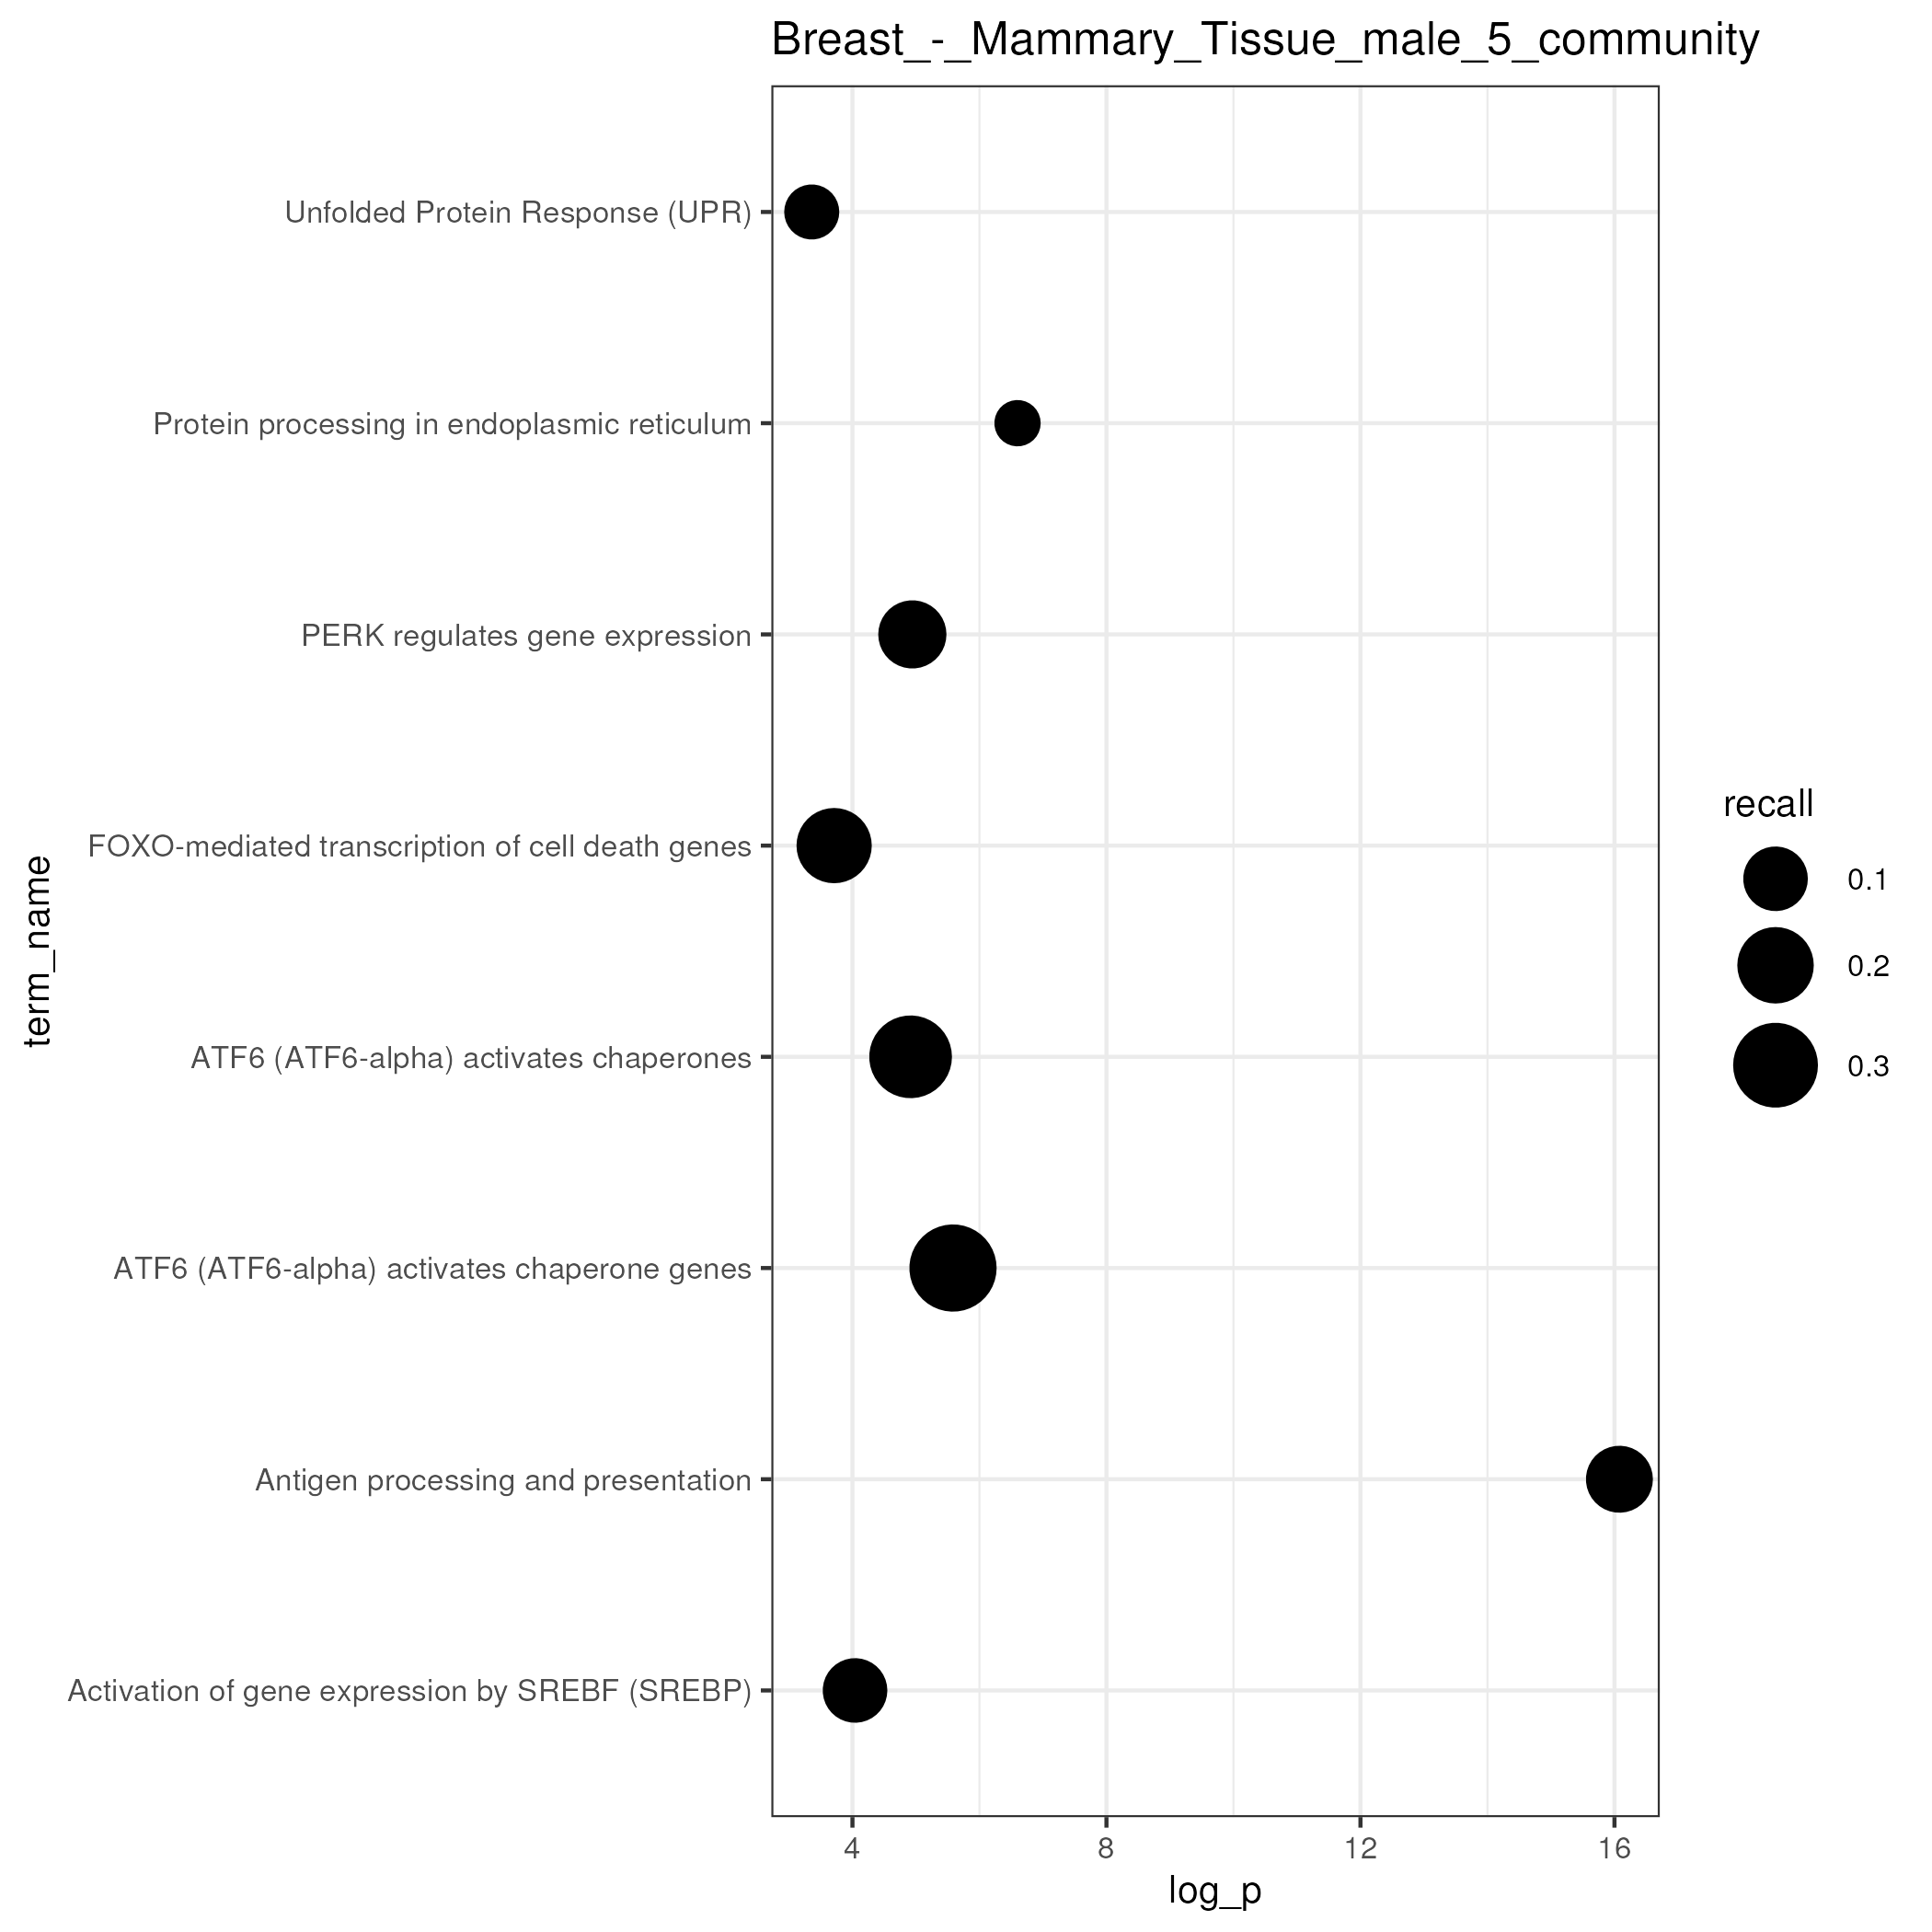 Breast_-_Mammary_Tissue_male_5_community
Unfolded Protein Response (UPR)
Protein processing in endoplasmic reticulum
PERK regulates gene expression
FOXO-mediated transcription of cell death genes
ATF6 (ATF6-alpha) activates chaperones
ATF6 (ATF6-alpha) activates chaperone genes
Antigen processing and presentation
Activation of gene expression by SREBF (SREBP)
term_name
4 8 12 16
log_p
recall
0.1
0.2
0.3